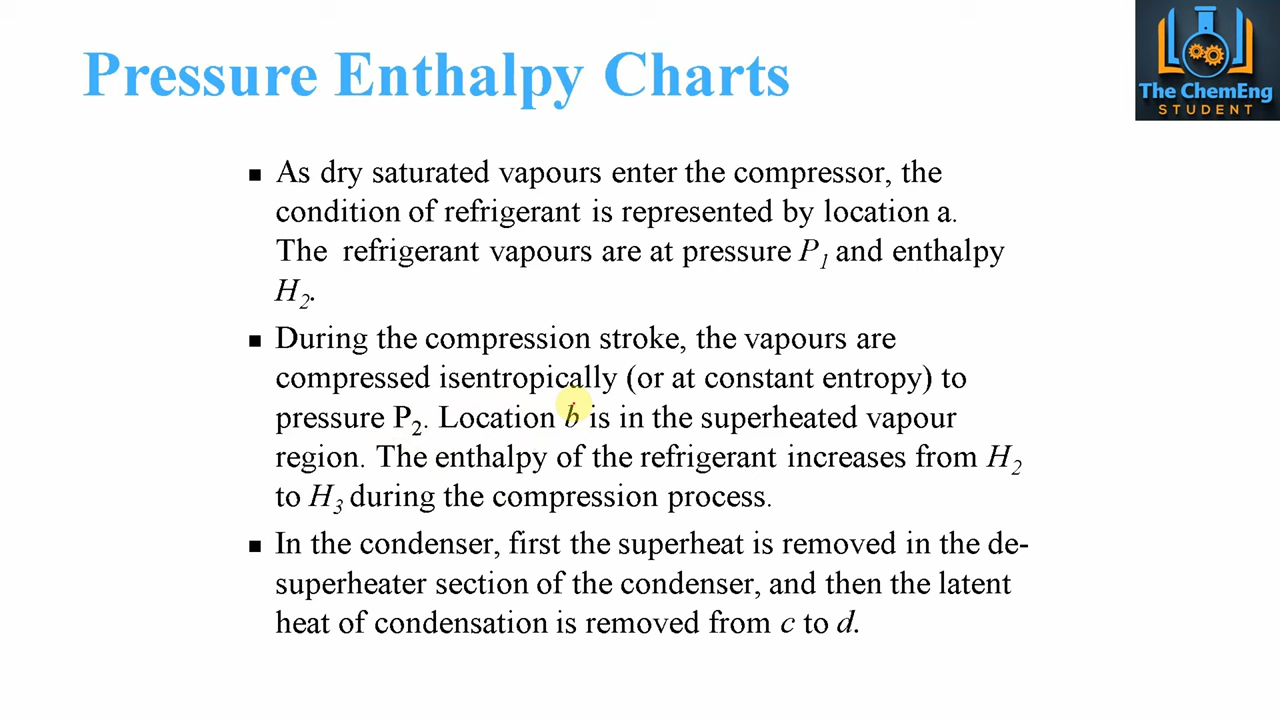 Pressure Enthalpy Charts
The ChemEng
STUDENT
▪ As dry saturated vapours enter the compressor, the
condition of refrigerant is represented by location a.
The refrigerant vapours are at pressure P₁ and enthalpy
H₂.
▪ During the compression stroke, the vapours are
compressed isentropically (or at constant entropy) to
pressure P₂. Location b is in the superheated vapour
region. The enthalpy of the refrigerant increases from H₂
to H₃ during the compression process.
▪ In the condenser, first the superheat is removed in the de-
superheater section of the condenser, and then the latent
heat of condensation is removed from c to d.